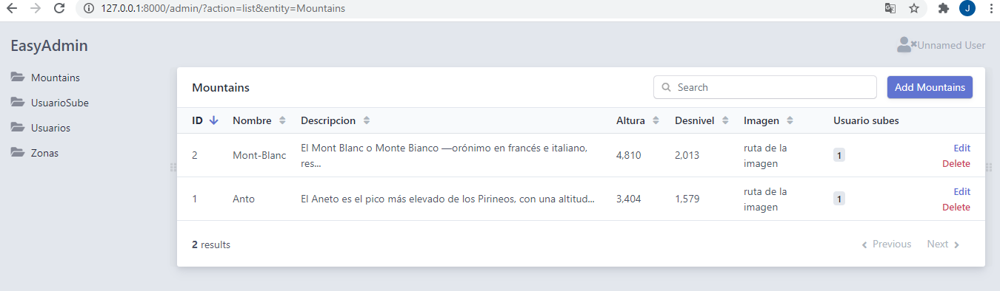 127.0.0.1:8000/admin/?action=list&entity=Mountains
J
EasyAdmin
Unnamed User
Mountains
UsuarioSube
Usuarios
Zonas
Mountains
Search
Add Mountains
ID Nombre Descripcion Altura Desnivel Imagen Usuario subes
2 Mont-Blanc El Mont Blanc o Monte Bianco —orónimo en francés e italiano, 4,810 2,013 ruta de la 1 Edit
res... imagen Delete
1 Anto El Aneto es el pico más elevado de los Pirineos, con una altitud... 3,404 1,579 ruta de la 1 Edit
imagen Delete
2 results
Previous Next